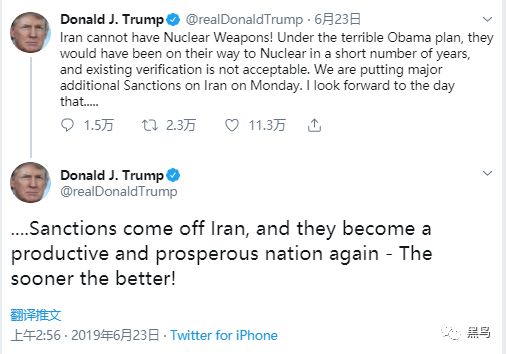 Donald J. Trump @realDonaldTrump · 6月23日
Iran cannot have Nuclear Weapons! Under the terrible Obama plan, they
would have been on their way to Nuclear in a short number of years,
and existing verification is not acceptable. We are putting major
additional Sanctions on Iran on Monday. I look forward to the day
that.....
1.5万 2.3万 11.3万
Donald J. Trump
@realDonaldTrump
....Sanctions come off Iran, and they become a
productive and prosperous nation again - The
sooner the better!
翻译推文
上午2:56 · 2019年6月23日 · Twitter for iPhone
黑鸟